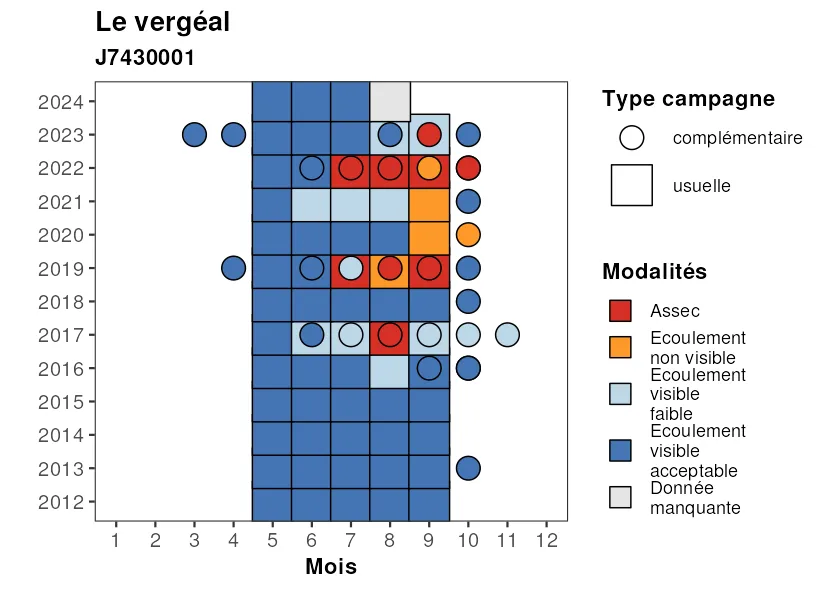 Le vergéal
J7430001
2024
2023
2022
2021
2020
2019
2018
2017
2016
2015
2014
2013
2012
1 2 3 4 5 6 7 8 9 10 11 12
Mois
Type campagne
complémentaire
usuelle
Modalités
Assec
Ecoulement
non visible
Ecoulement
visible
faible
Ecoulement
visible
acceptable
Donnée
manquante